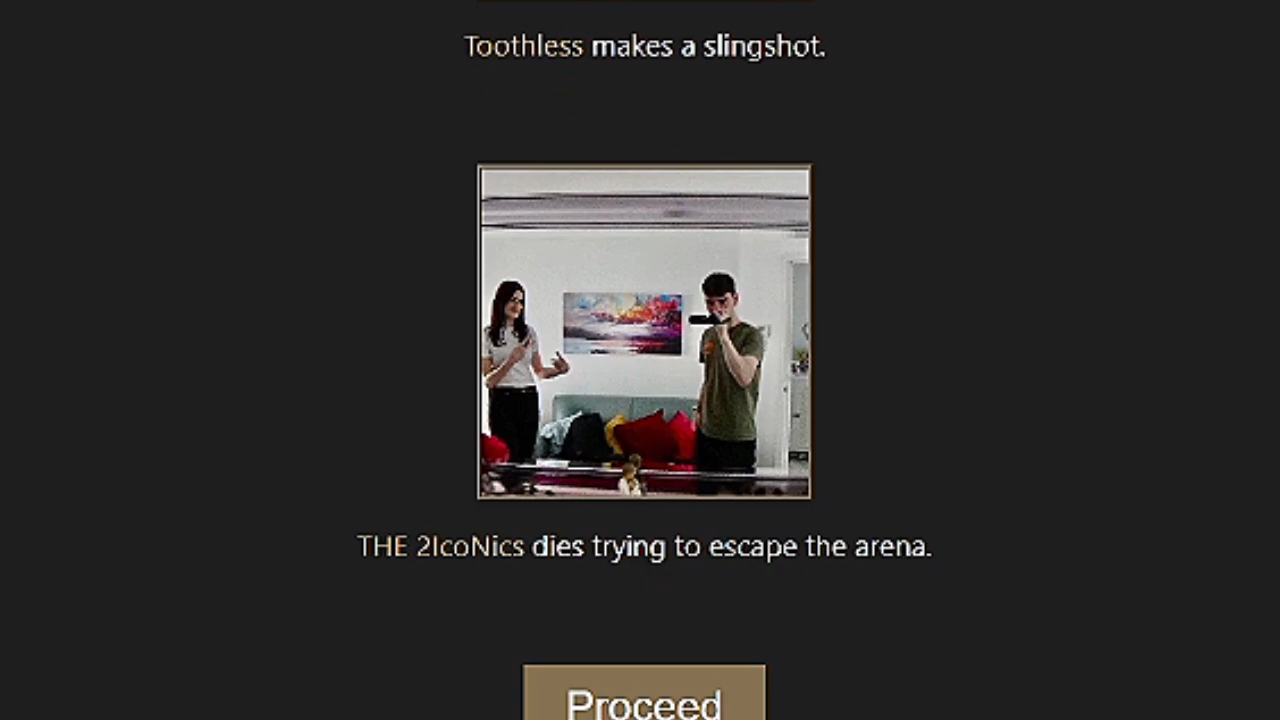 Toothless makes a slingshot.
THE 2IcoNics dies trying to escape the arena.
Proceed